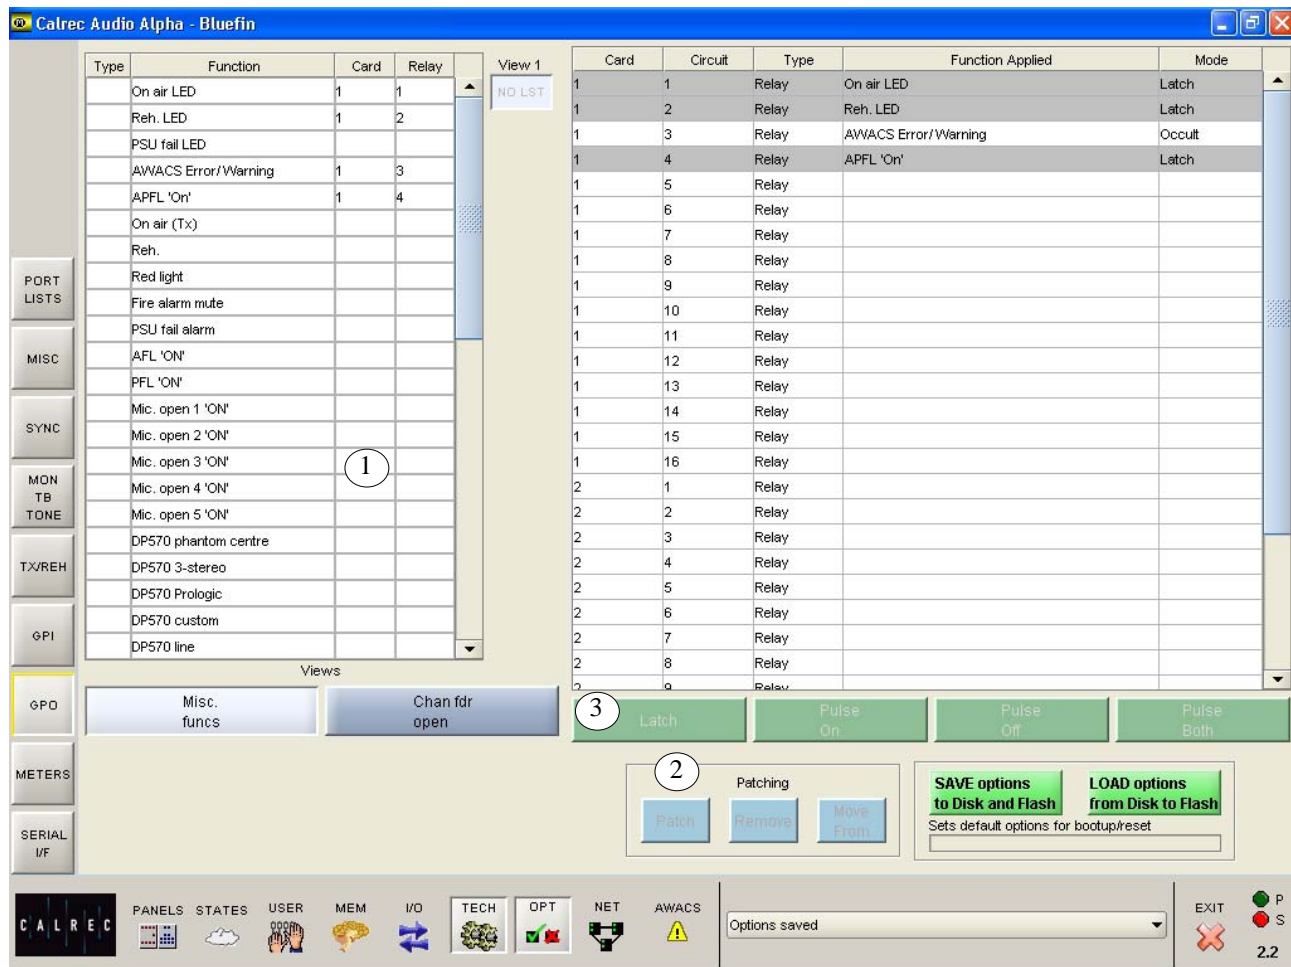 Calrec Audio Alpha - Bluefin
Type Function Card Relay
On air LED 1 1
Reh. LED 1 2
PSU fail LED
AWACS Error/Warning 1 3
APFL 'On' 1 4
On air (Tx)
Reh.
Red light
Fire alarm mute
PSU fail alarm
AFL 'ON'
PFL 'ON'
Mic. open 1 'ON'
Mic. open 2 'ON'
Mic. open 3 'ON'
Mic. open 4 'ON'
Mic. open 5 'ON'
DP570 phantom centre
DP570 3-stereo
DP570 Prologic
DP570 custom
DP570 line
1
Views
Misc.
funcs
Chan fdr
open
View 1
NO LST
Card Circuit Type Function Applied Mode
1 1 Relay On air LED Latch
1 2 Relay Reh. LED Latch
1 3 Relay AWACS Error/Warning Occult
1 4 Relay APFL 'On' Latch
1 5 Relay
1 6 Relay
1 7 Relay
1 8 Relay
1 9 Relay
1 10 Relay
1 11 Relay
1 12 Relay
1 13 Relay
1 14 Relay
1 15 Relay
1 16 Relay
2 1 Relay
2 2 Relay
2 3 Relay
2 4 Relay
2 5 Relay
2 6 Relay
2 7 Relay
2 8 Relay
2 9 Relay
3
Latch
Pulse
On
Pulse
Off
Pulse
Both
2
Patching
Patch
Remove
Move
From
SAVE options
to Disk and Flash
LOAD options
from Disk to Flash
Sets default options for bootup/reset
PORT
LISTS
MISC
SYNC
MON
TB
TONE
TX/REH
GPI
GPO
METERS
SERIAL
I/F
CALREC
PANELS
STATES
USER
MEM
I/O
TECH
OPT
NET
AWACS
Options saved
EXIT
P
S
2.2